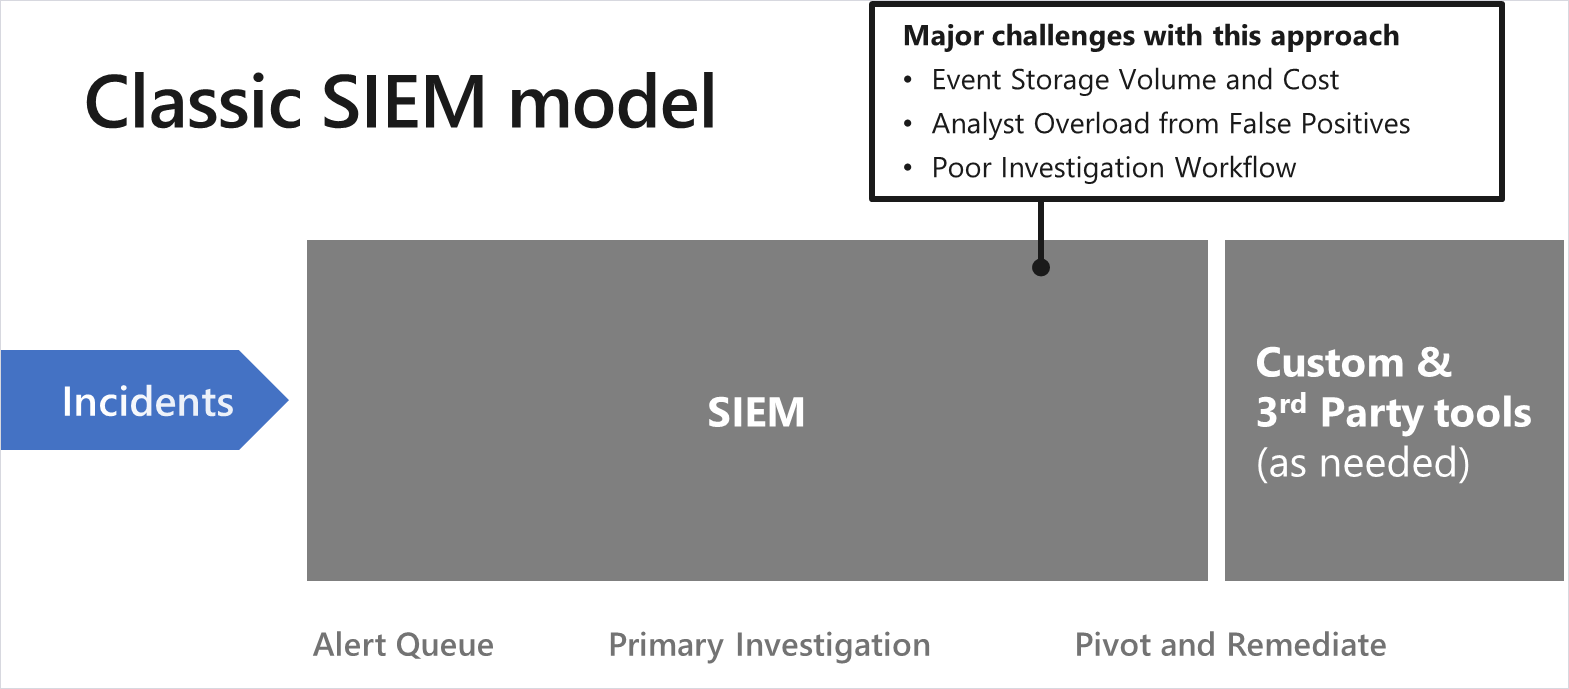 Classic SIEM model
Major challenges with this approach
• Event Storage Volume and Cost
• Analyst Overload from False Positives
• Poor Investigation Workflow
Incidents
SIEM
Custom &
3rd Party tools
(as needed)
Alert Queue
Primary Investigation
Pivot and Remediate